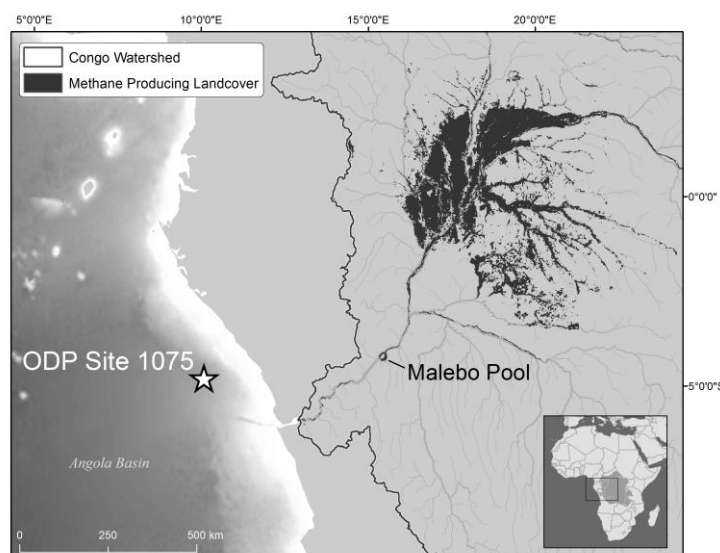 5°0'0"E
10°0'0"E
15°0'0"E
20°0'0"E
Congo Watershed
Methane Producing Landcover
0°0'0"
ODP Site 1075
Malebo Pool
5°0'0"S
Angola Basin
0
250
500 km